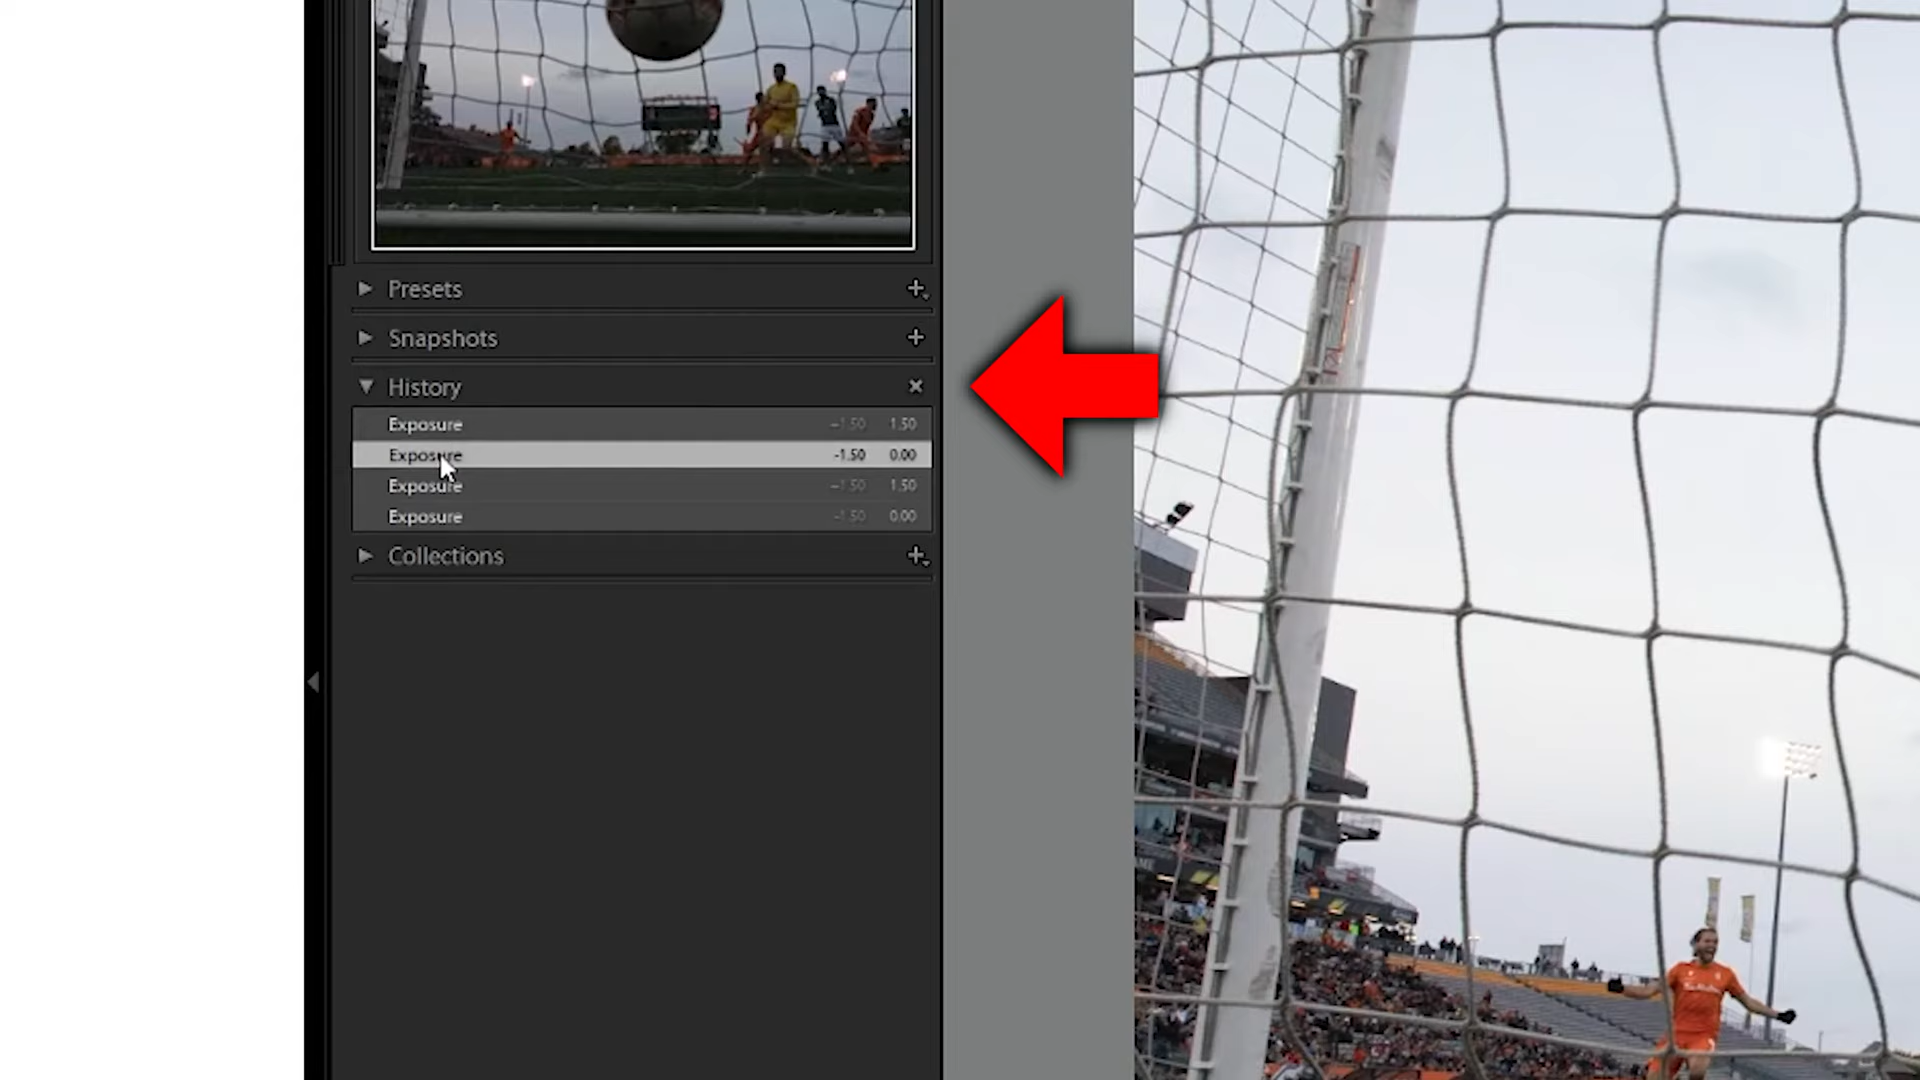 Presets
Snapshots
History
Exposure -1.50 1.50
Exposure -1.50 0.00
Exposure -1.50 1.50
Exposure -1.50 0.00
Collections